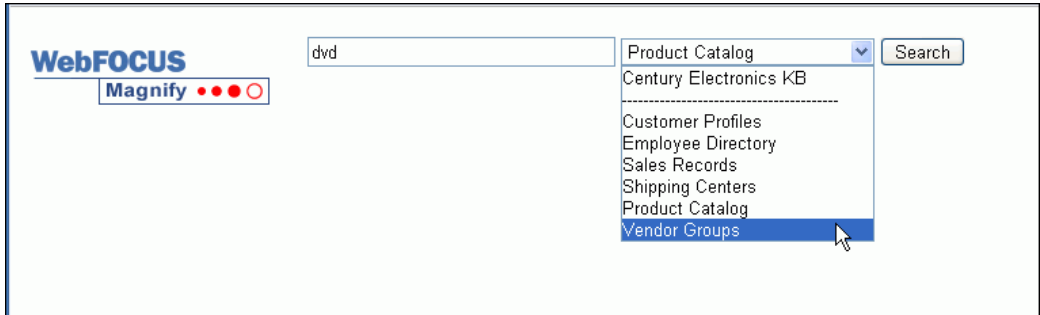 WebFOCUS
Magnify
dvd
Product Catalog
Search
Century Electronics KB
----------------------------------------
Customer Profiles
Employee Directory
Sales Records
Shipping Centers
Product Catalog
Vendor Groups